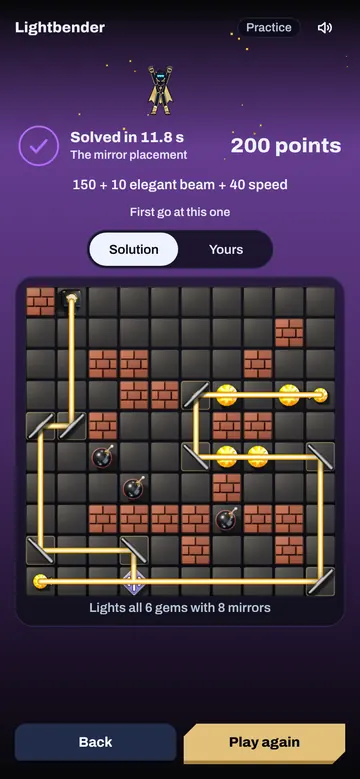 Lightbender
Practice
Solved in 11.8 s
The mirror placement
200 points
150 + 10 elegant beam + 40 speed
First go at this one
Solution
Yours
Lights all 6 gems with 8 mirrors
Back
Play again